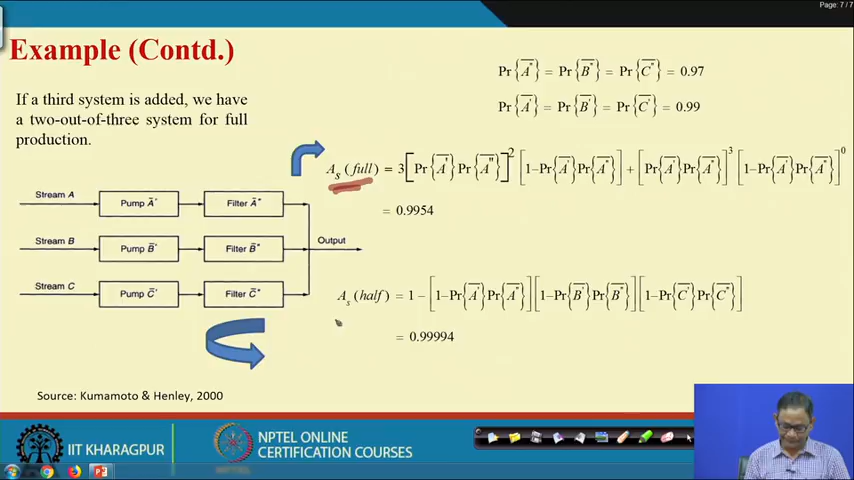 Page: 7 / 7
Example (Contd.)
If a third system is added, we have
a two-out-of-three system for full
production.
Pr{A̅″} = Pr{B̅″} = Pr{C̅″} = 0.97
Pr{A̅′} = Pr{B̅′} = Pr{C̅′} = 0.99
A_s (full) = 3[Pr{A̅′}Pr{A̅″}]² [1–Pr{A̅′}Pr{A̅″}] + [Pr{A̅′}Pr{A̅″}]³ [1–Pr{A̅′}Pr{A̅″}]⁰
= 0.9954
Stream A
Pump A̅′
Filter A̅″
Stream B
Pump B̅′
Filter B̅″
Output
Stream C
Pump C̅′
Filter C̅″
A_s (half) = 1 – [1–Pr{A̅′}Pr{A̅″}][1–Pr{B̅′}Pr{B̅″}][1–Pr{C̅′}Pr{C̅″}]
= 0.99994
Source: Kumamoto & Henley, 2000
IIT KHARAGPUR
NPTEL ONLINE
CERTIFICATION COURSES